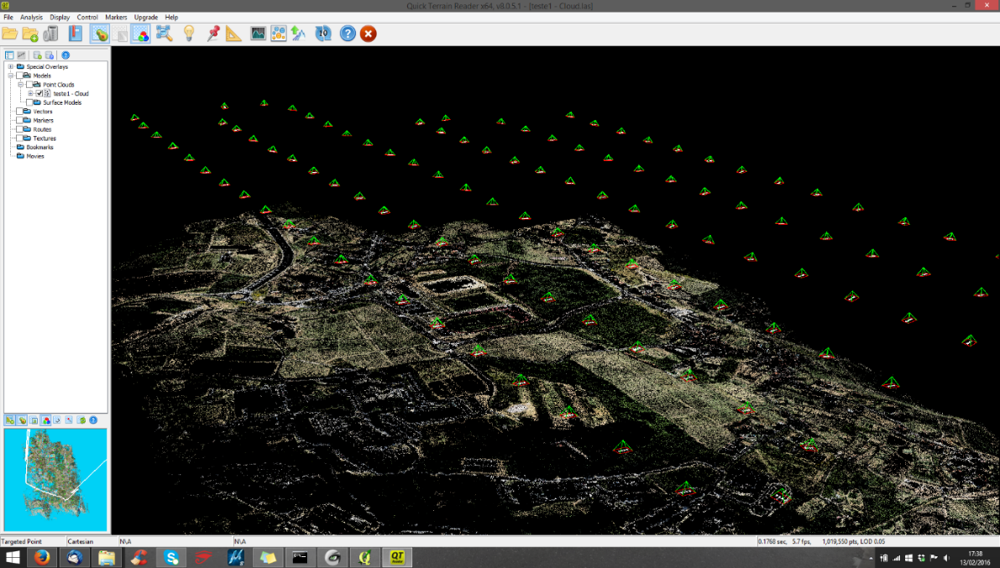 Quick Terrain Reader x64, v8.0.5.1 - [teste1 - Cloud.las]
File Analysis Display Control Markers Upgrade Help
Special Overlays
Models
Point Clouds
teste1 - Cloud
Surface Models
Vectors
Markers
Routes
Textures
Bookmarks
Movies
Targeted Point Cartesian N\A N\A 0.1768 sec, 5.7 fps, 1,019,550 pts, LOD 0.05
QT
Reader
17:38
13/02/2016